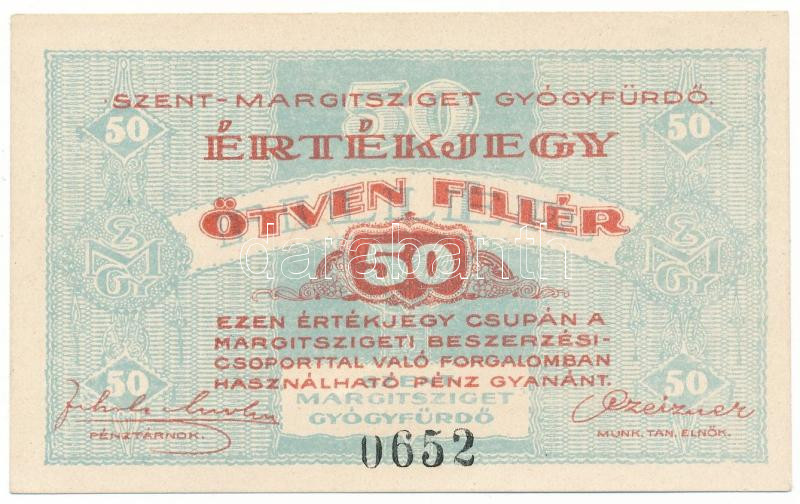 50
SZENT-MARGITSZIGET GYÓGYFÜRDŐ.
50 50
ÉRTÉKJEGY
ÖTVEN FILLÉR
50
EZEN ÉRTÉKJEGY CSUPÁN A
MARGITSZIGETI BESZERZÉSI-
CSOPORTTAL VALÓ FORGALOMBAN
HASZNÁLHATÓ PÉNZ GYANÁNT.
50 50
MARGITSZIGET
GYÓGYFÜRDŐ
PÉNZTÁRNOK. MUNK. TAN. ELNÖK.
0652